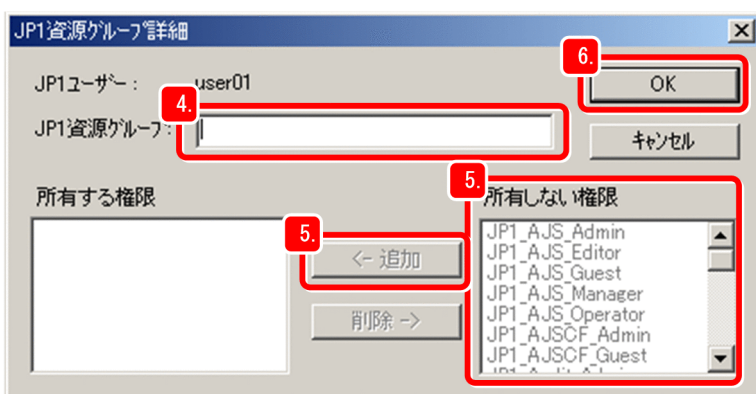 JP1資源グループ詳細
6.
JP1ユーザー： user01
OK
4.
JP1資源グループ：
キャンセル
5.
所有する権限
所有しない権限
5.
<- 追加
削除 ->
JP1_AJS_Admin
JP1_AJS_Editor
JP1_AJS_Guest
JP1_AJS_Manager
JP1_AJS_Operator
JP1_AJSCF_Admin
JP1_AJSCF_Guest